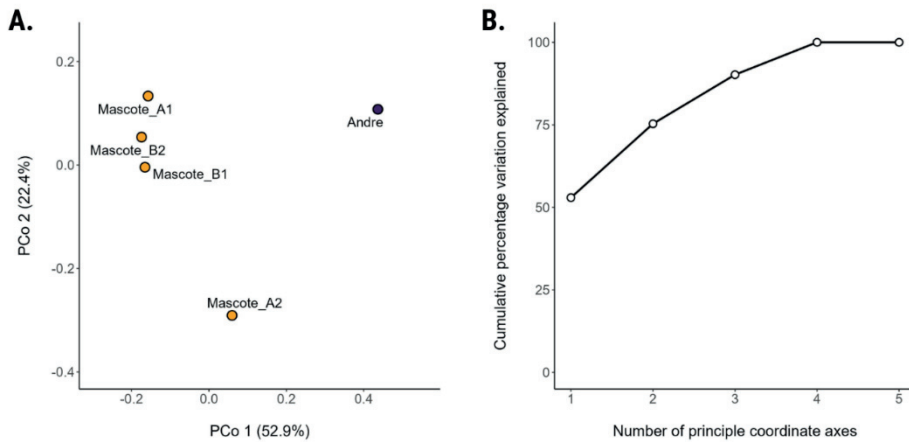 A.
0.2
0.0
-0.2
-0.4
PCo 2 (22.4%)
Mascote_A1
Mascote_B2
Mascote_B1
Mascote_A2
Andre
-0.2
0.0
0.2
0.4
PCo 1 (52.9%)
B.
100
75
50
25
0
Cumulative percentage variation explained
1
2
3
4
5
Number of principle coordinate axes